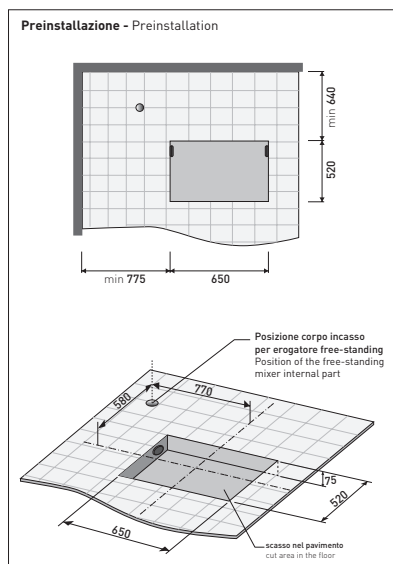 Preinstallazione - Preinstallation
min 640
520
min 775
650
Posizione corpo incasso
per erogatore free-standing
Position of the free-standing
mixer internal part
580
770
75
520
650
scasso nel pavimento
cut area in the floor